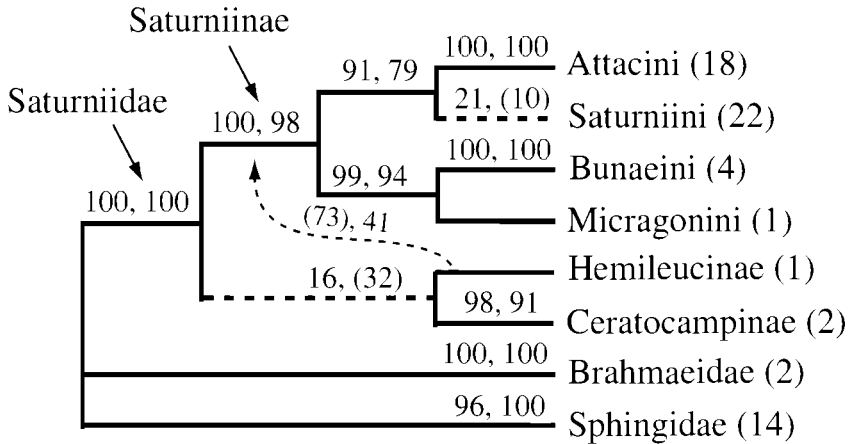 Saturniinae
Saturniidae
100, 100
91, 79
Attacini (18)
21, (10)
Saturniini (22)
100, 98
100, 100
Bunaeini (4)
99, 94
Micragonini (1)
100, 100
(73), 41
Hemileucinae (1)
16, (32)
98, 91
Ceratocampinae (2)
100, 100
Brahmaeidae (2)
96, 100
Sphingidae (14)